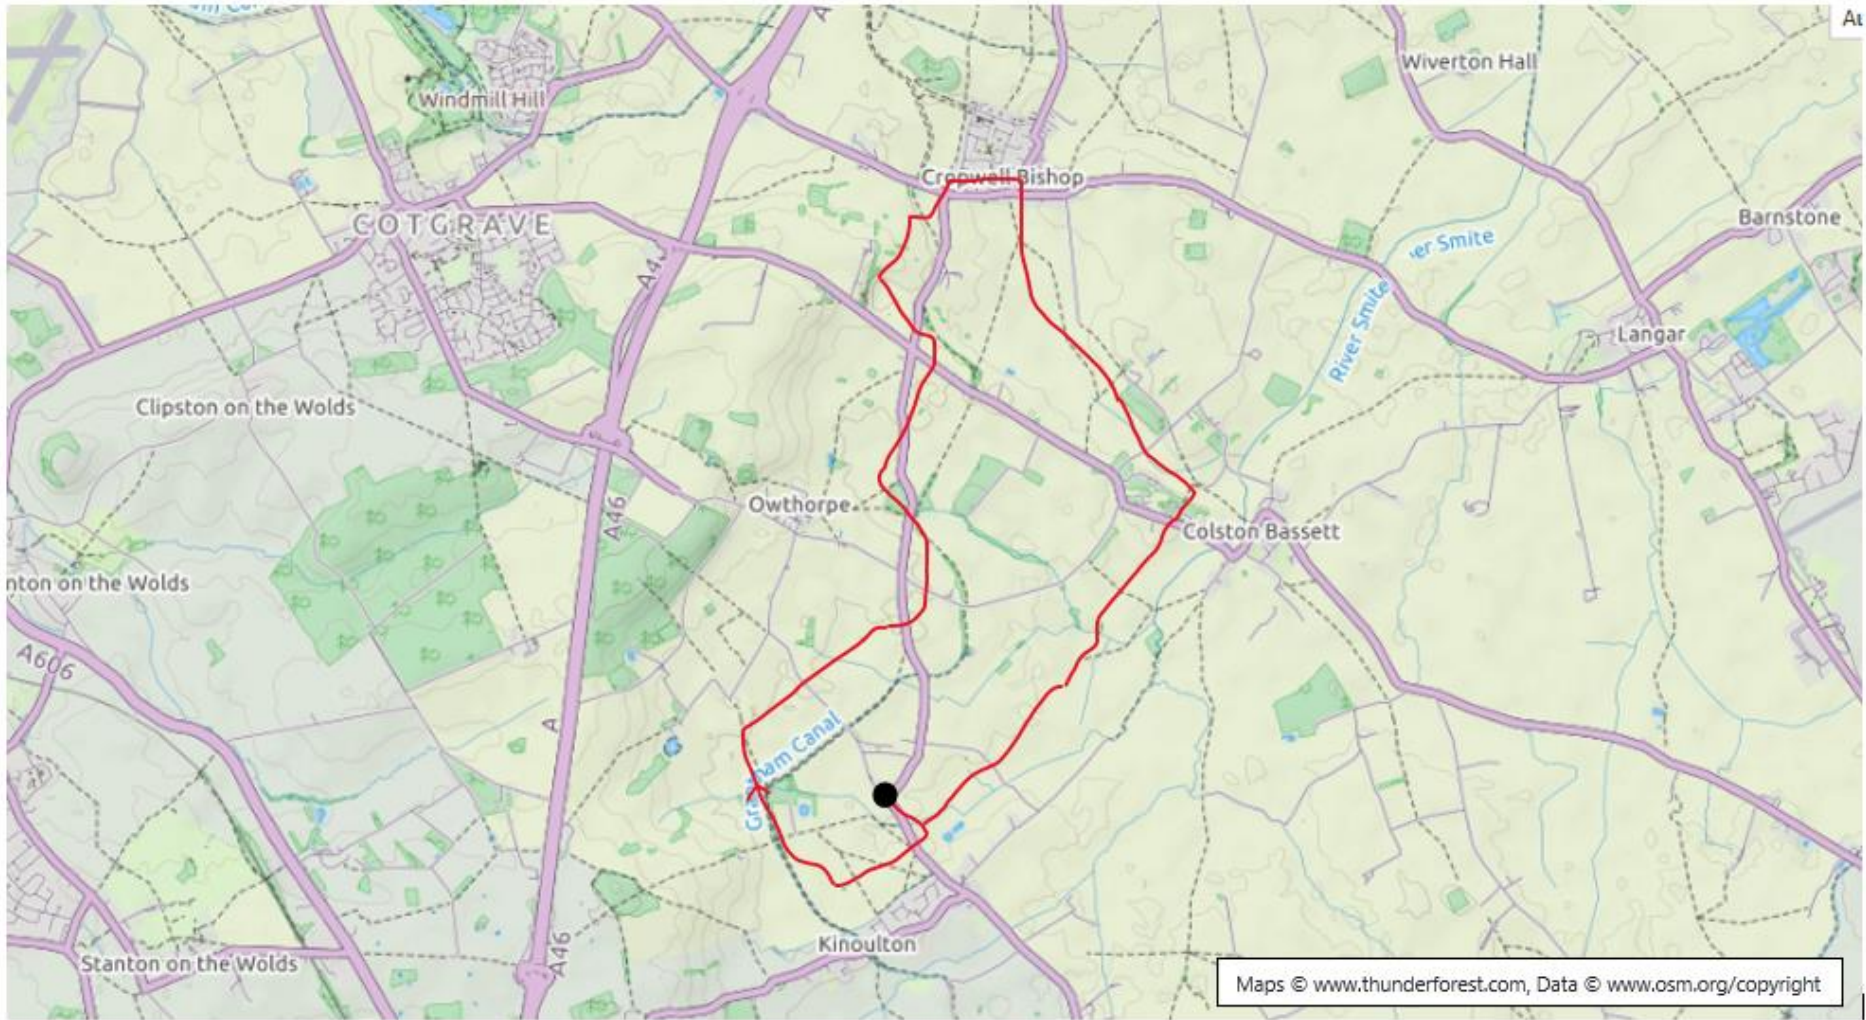 Au
Wiverton Hall
Windmill Hill
Cropwell Bishop
COTGRAVE
Barnstone
er Smite
A4
River Smite
Langar
Clipston on the Wolds
Owthorpe
A46
Colston Bassett
nton on the Wolds
A606
A
Grantham Canal
Kinoulton
A46
Stanton on the Wolds
Maps © www.thunderforest.com, Data © www.osm.org/copyright